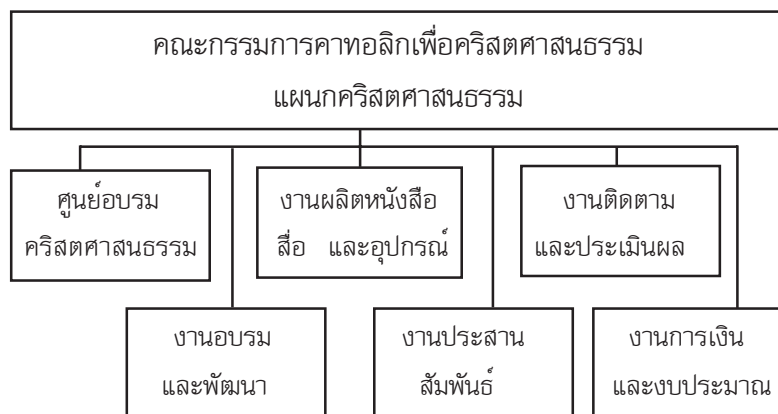 คณะกรรมการคาทอลิกเพื่อคริสตศาสนธรรม
แผนกคริสตศาสนธรรม
ศูนย์อบรม
คริสตศาสนธรรม
งานผลิตหนังสือ
สื่อ และอุปกรณ์
งานติดตาม
และประเมินผล
งานอบรม
และพัฒนา
งานประสาน
สัมพันธ์
งานการเงิน
และงบประมาณ